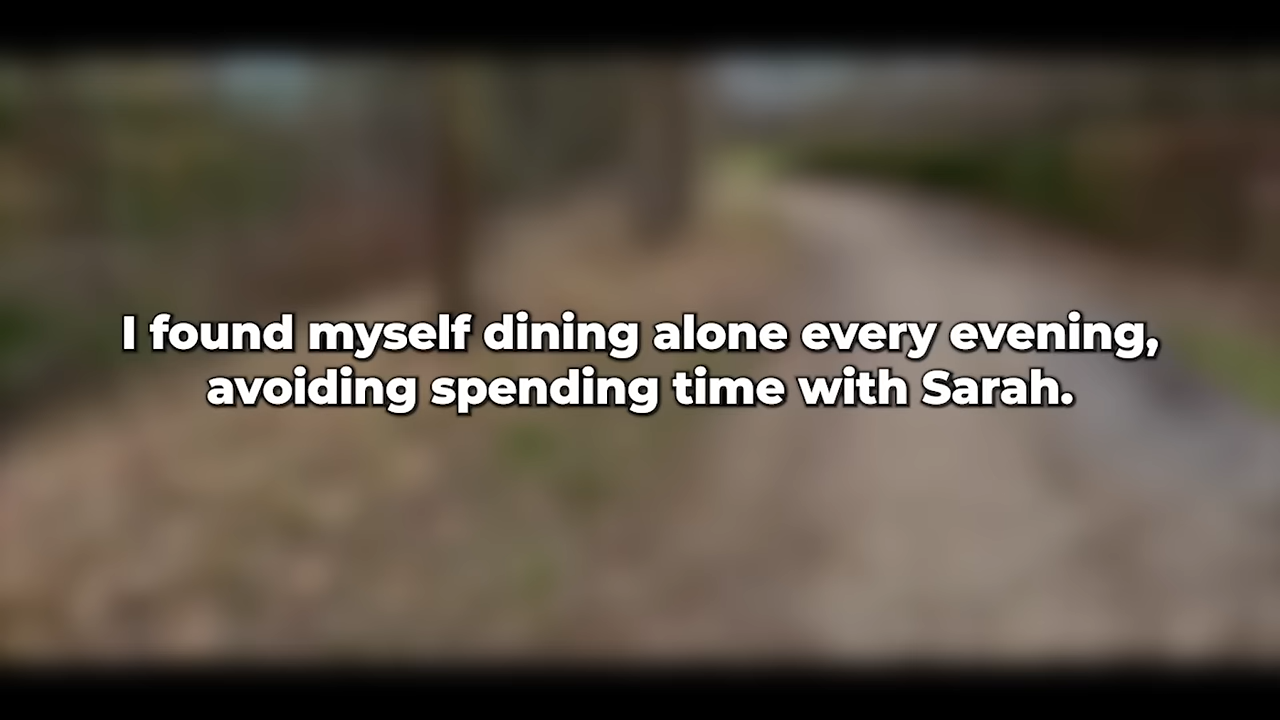 I found myself dining alone every evening,
avoiding spending time with Sarah.